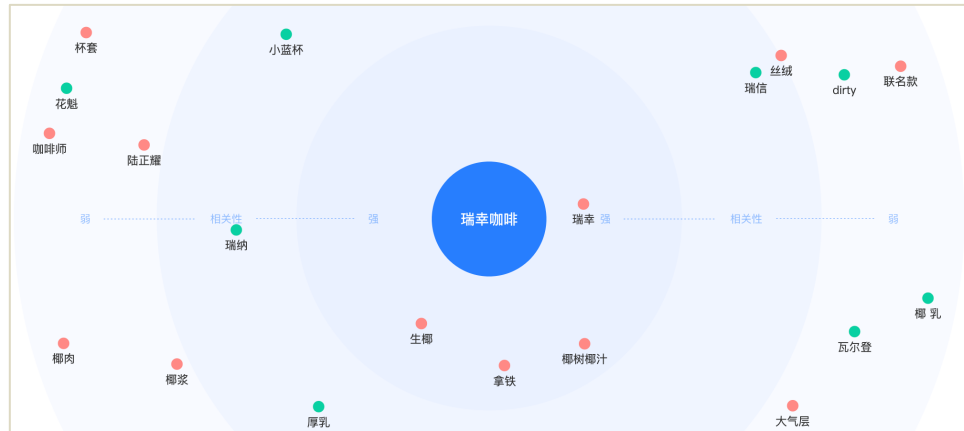 杯套
小蓝杯
丝绒
瑞信
dirty
联名款
花魁
咖啡师
陆正耀
弱
相关性
强
瑞幸咖啡
瑞幸
强
相关性
弱
瑞纳
椰 乳
生椰
瓦尔登
椰肉
椰浆
拿铁
椰树椰汁
厚乳
大气层